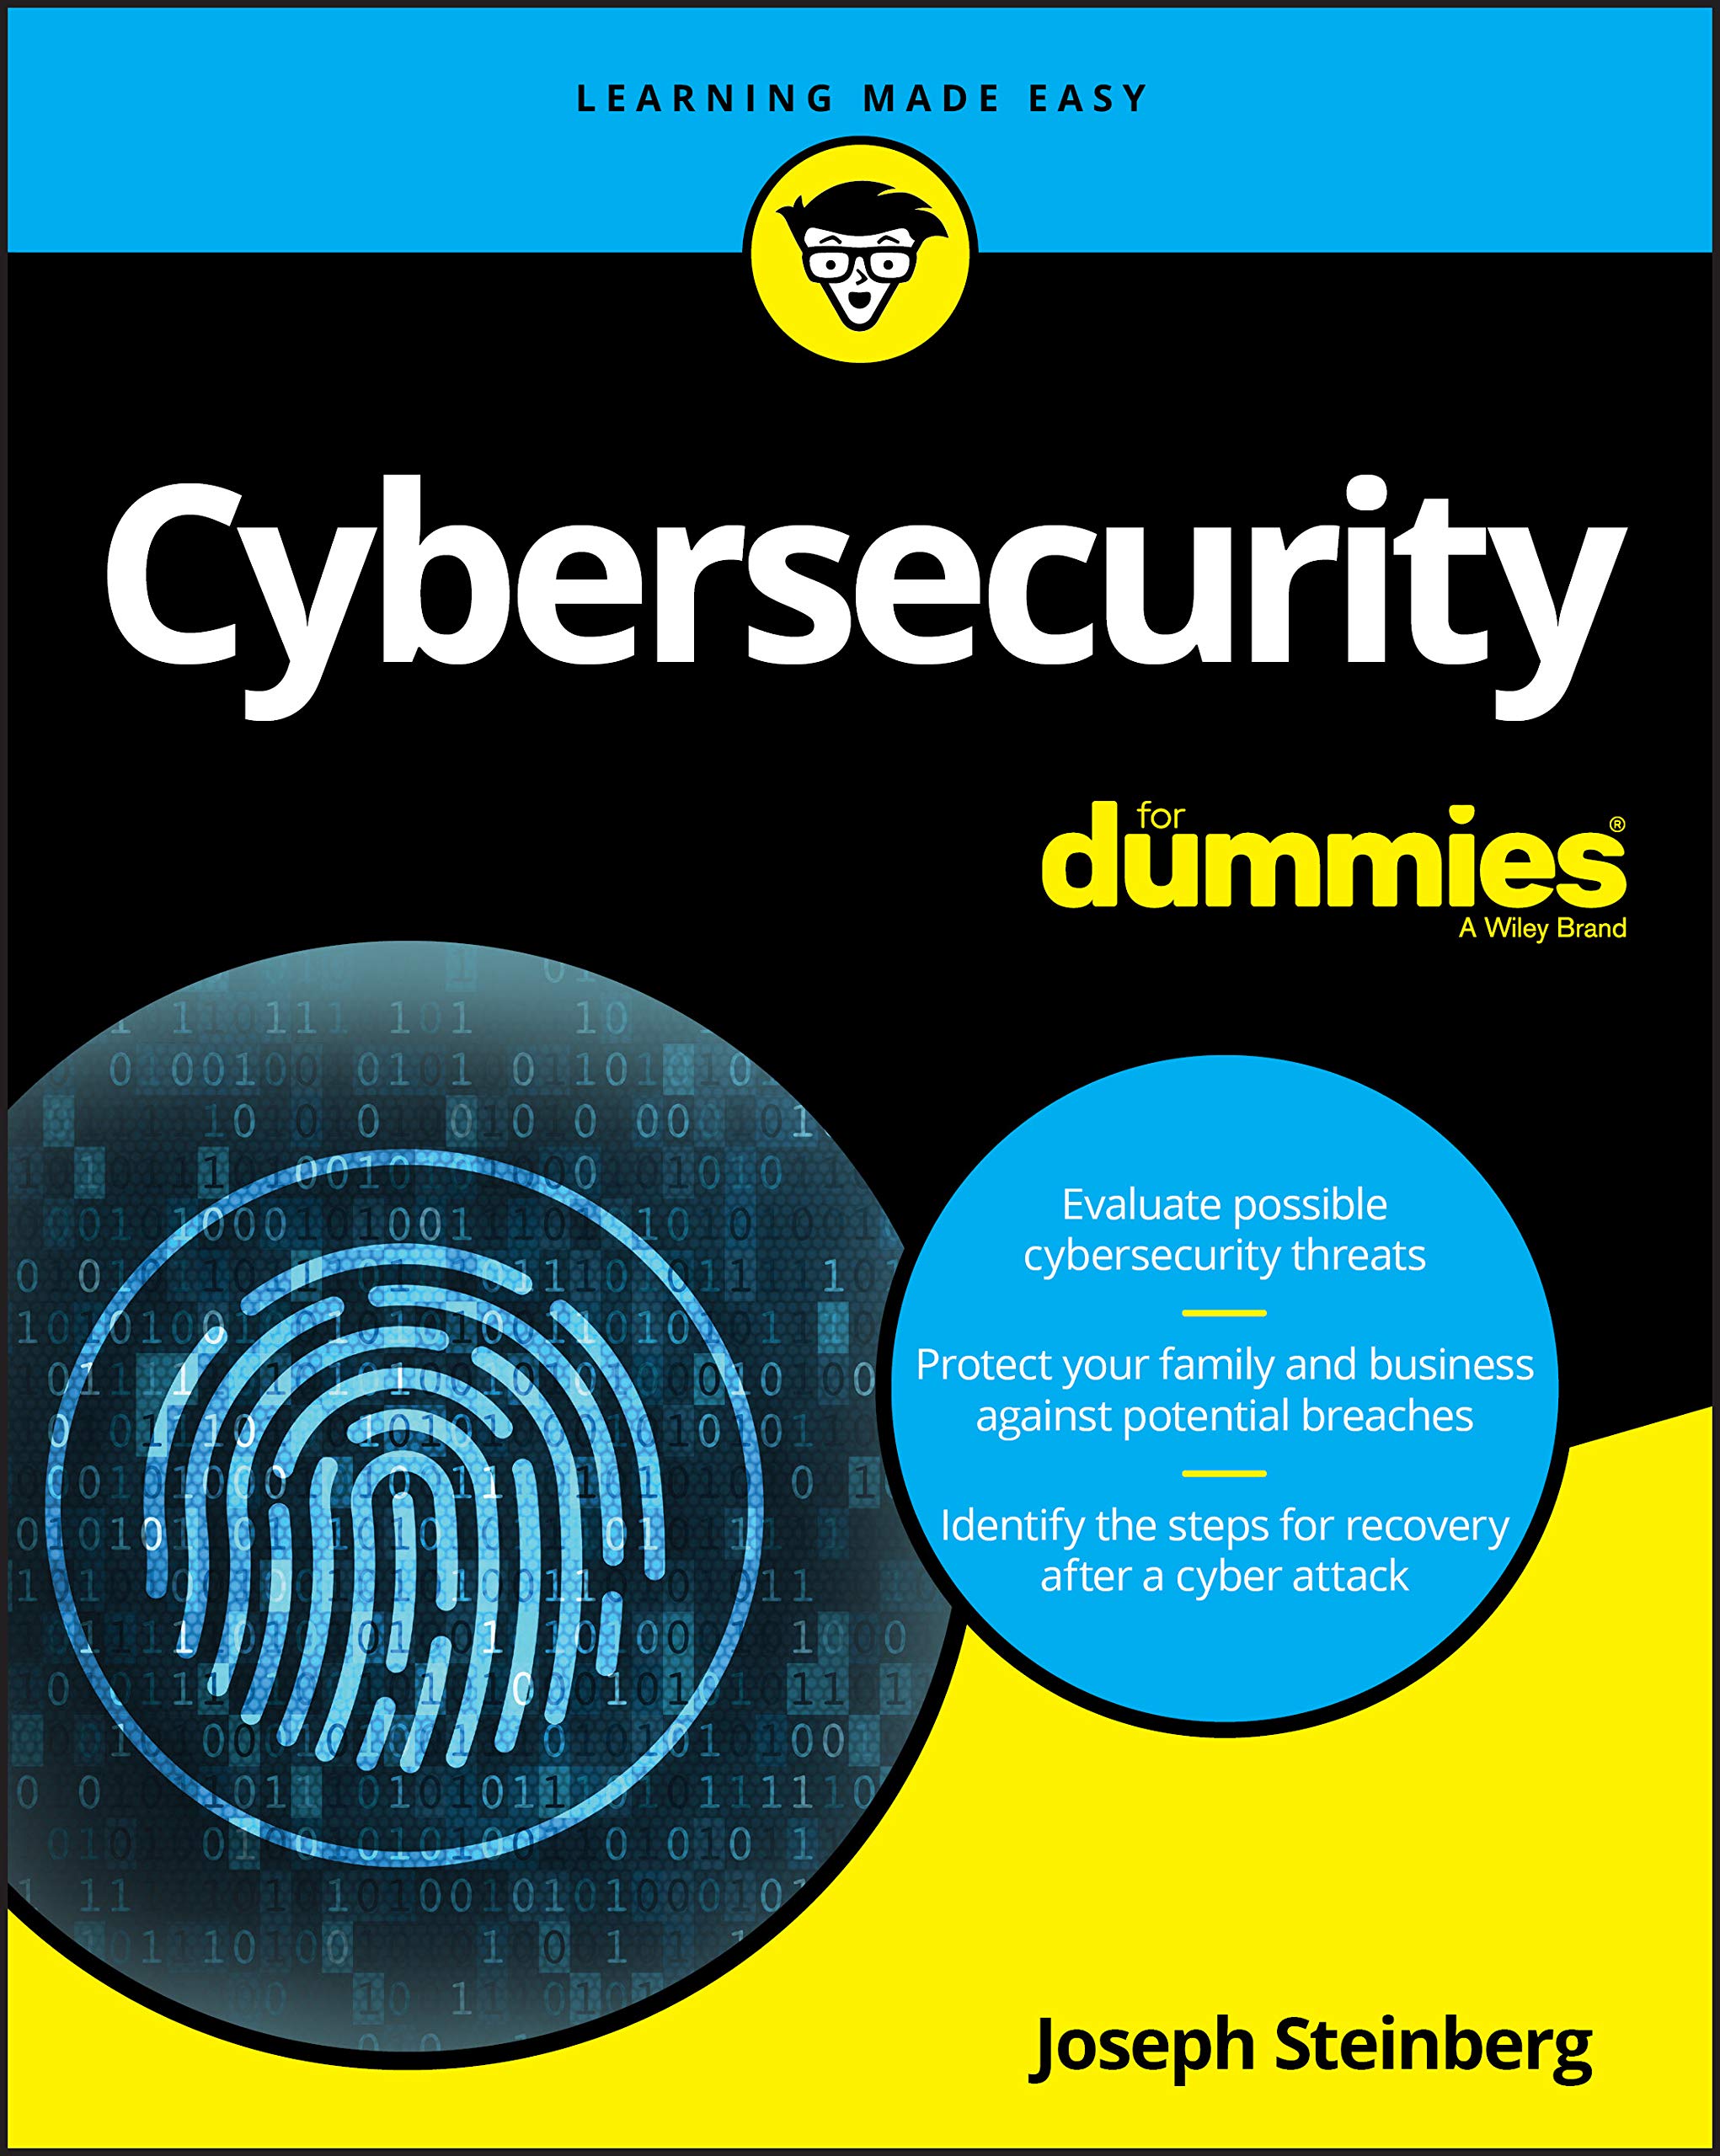 LEARNING MADE EASY
Cybersecurity
for
dummies®
A Wiley Brand
Evaluate possible
cybersecurity threats
Protect your family and business
against potential breaches
Identify the steps for recovery
after a cyber attack
Joseph Steinberg